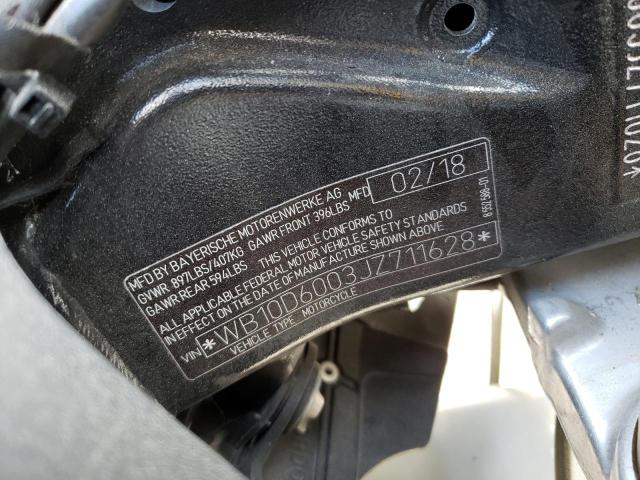 MFD BY BAYERISCHE MOTORENWERKE AG
GVWR: 897LBS/407KG GAWR FRONT 396LBS MFD 02/18
GAWR REAR 594LBS THIS VEHICLE CONFORMS TO
ALL APPLICABLE FEDERAL MOTOR VEHICLE SAFETY STANDARDS
IN EFFECT ON THE DATE OF MANUFACTURE SHOWN ABOVE
VIN *WB10D6003JZ711628*
VEHICLE TYPE MOTORCYCLE